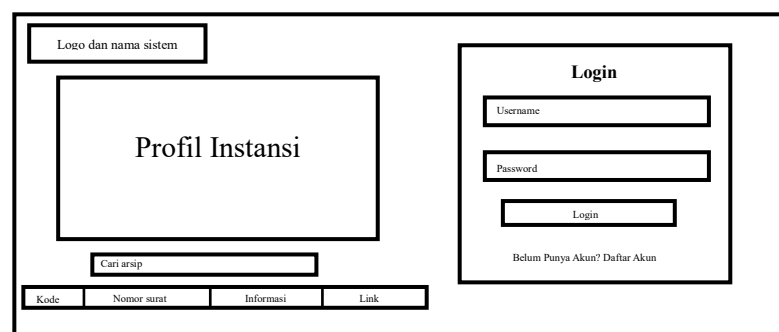 Logo dan nama sistem
Profil Instansi
Cari arsip
Kode Nomor surat Informasi Link
Login
Username
Password
Login
Belum Punya Akun? Daftar Akun